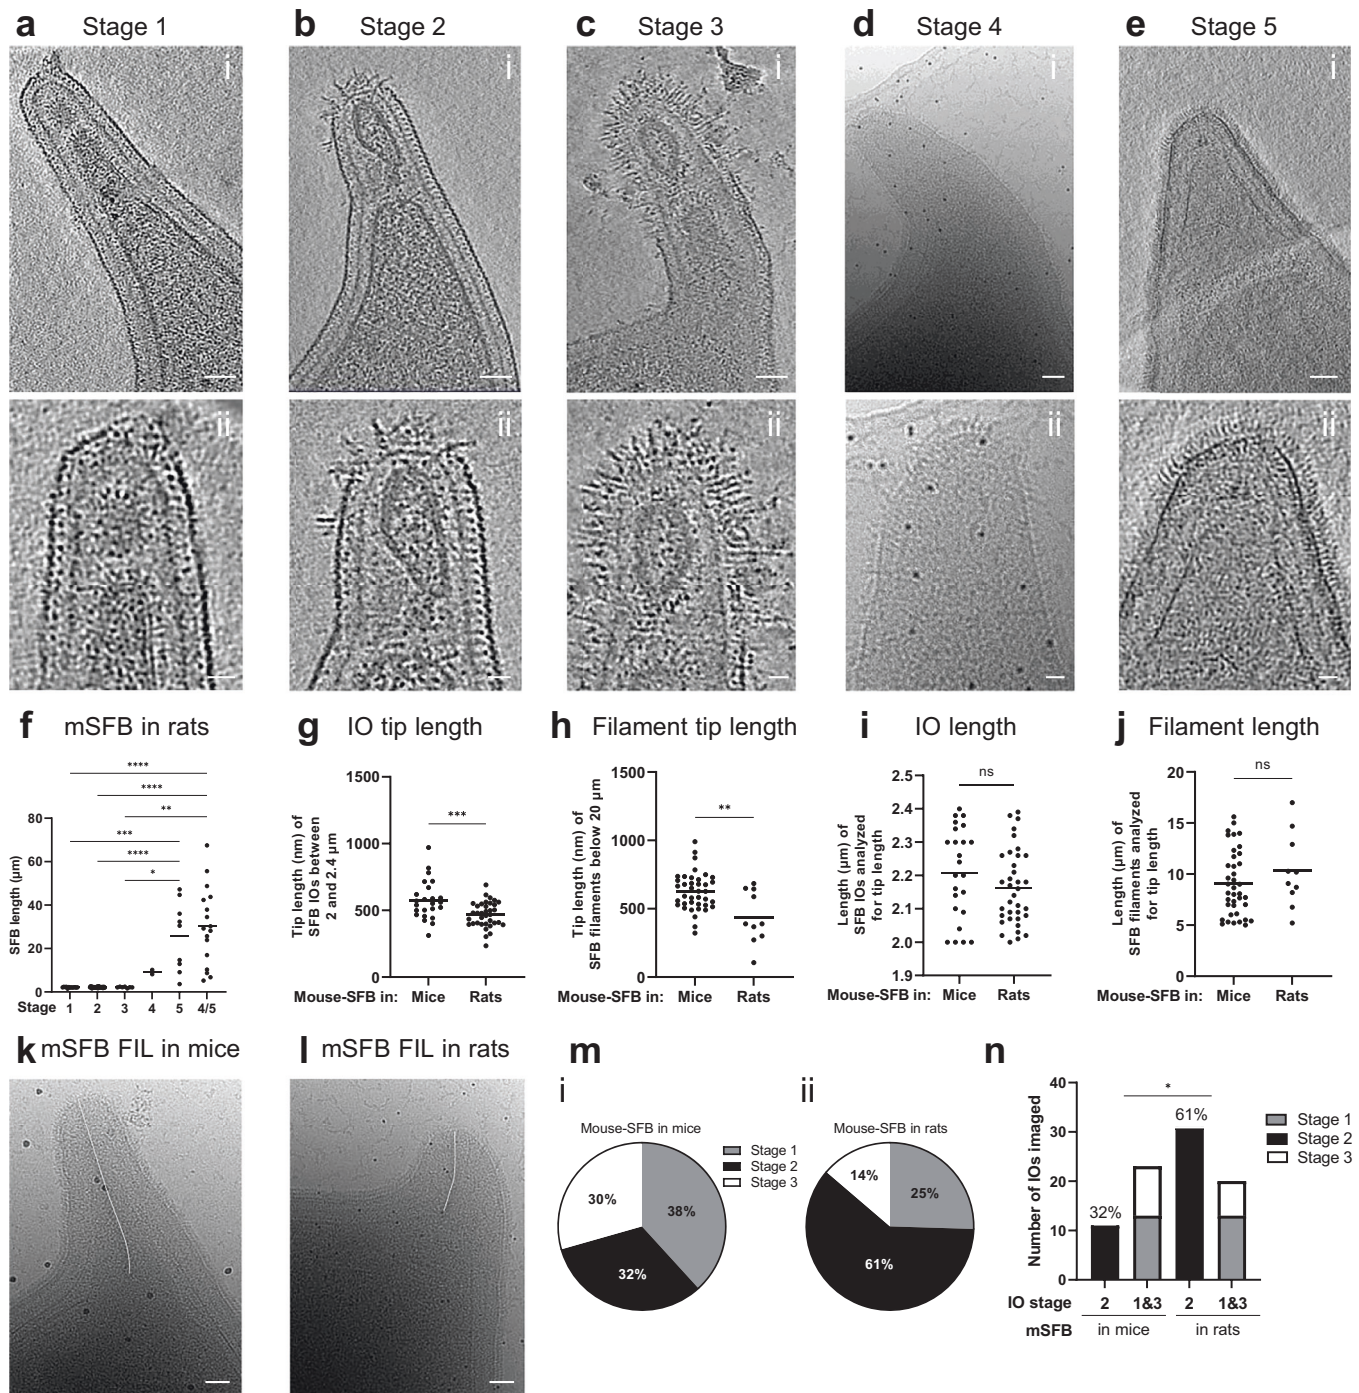 a Stage 1
b Stage 2
c Stage 3
d Stage 4
e Stage 5
i
i
i
i
i
ii
ii
ii
ii
ii
f mSFB in rats
****
****
**
***
****
*
SFB length (µm)
80
60
40
20
0
Stage 1 2 3 4 5 4/5
g IO tip length
Tip length (nm) of
SFB IOs between
2 and 2.4 µm
1500
1000
500
0
***
Mouse-SFB in: Mice Rats
h Filament tip length
Tip length (nm) of
SFB filaments below 20 µm
1500
1000
500
0
**
Mouse-SFB in: Mice Rats
i IO length
Length (µm) of
SFB IOs analyzed
for tip length
2.5
2.4
2.3
2.2
2.1
2.0
1.9
ns
Mouse-SFB in: Mice Rats
j Filament length
Length (µm) of
SFB filaments analyzed
for tip length
20
15
10
5
0
ns
Mouse-SFB in: Mice Rats
k mSFB FIL in mice
l mSFB FIL in rats
m
i
Mouse-SFB in mice
30%
38%
32%
Stage 1
Stage 2
Stage 3
ii
Mouse-SFB in rats
14%
25%
61%
n
Number of IOs imaged
40
30
20
10
0
*
32%
61%
Stage 1
Stage 2
Stage 3
IO stage 2 1&3 2 1&3
mSFB in mice in rats